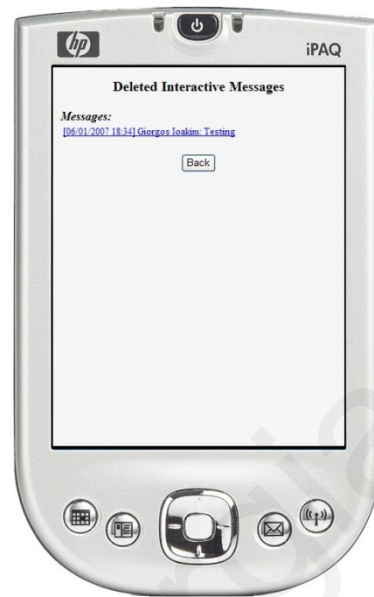 hp
iPAQ
Deleted Interactive Messages
Messages:
[06/01/2007 18:34] Giorgos Ioakim: Testing
Back